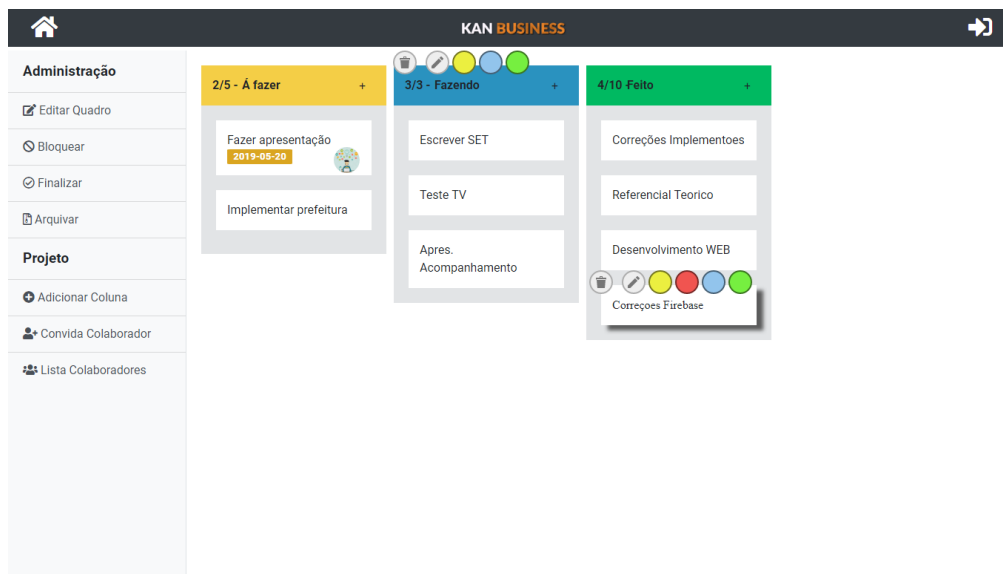 KAN BUSINESS
Administração
Editar Quadro
Bloquear
Finalizar
Arquivar
Projeto
Adicionar Coluna
Convida Colaborador
Lista Colaboradores
2/5 - Á fazer +
Fazer apresentação
2019-05-20
Implementar prefeitura
3/3 - Fazendo +
Escrever SET
Teste TV
Apres.
Acompanhamento
4/10 Feito +
Correções Implementoes
Referencial Teorico
Desenvolvimento WEB
Correçoes Firebase